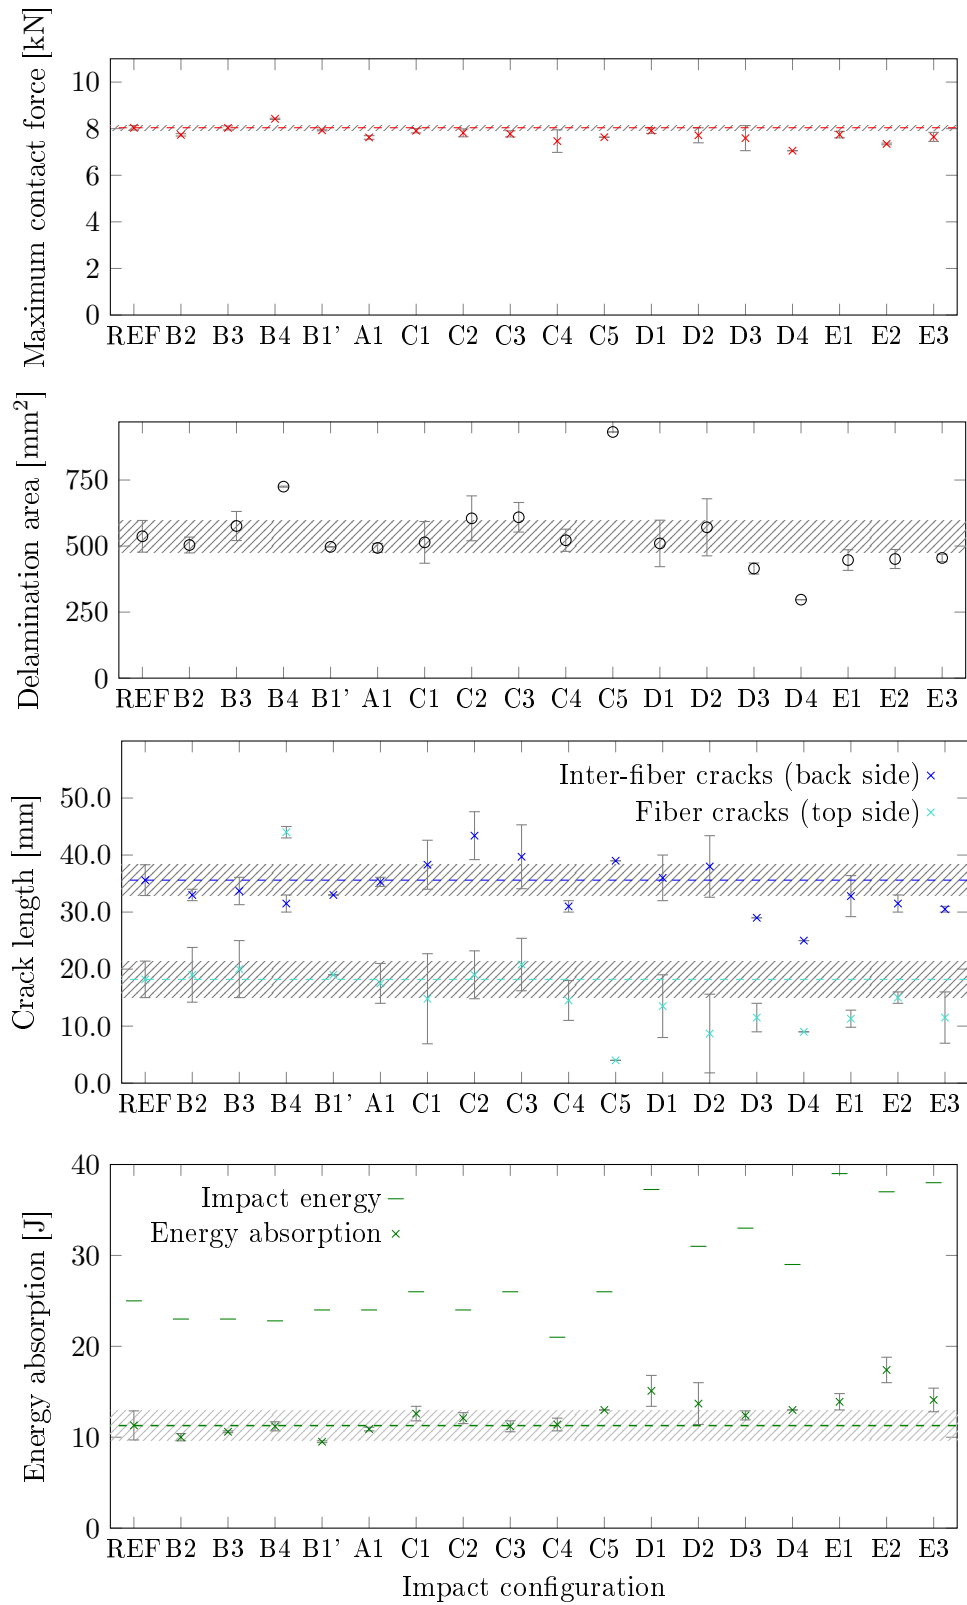 Maximum contact force [kN]
10
8
6
4
2
0
REF B2 B3 B4 B1' A1 C1 C2 C3 C4 C5 D1 D2 D3 D4 E1 E2 E3
Delamination area [mm²]
750
500
250
0
REF B2 B3 B4 B1' A1 C1 C2 C3 C4 C5 D1 D2 D3 D4 E1 E2 E3
Crack length [mm]
Inter-fiber cracks (back side)
Fiber cracks (top side)
50.0
40.0
30.0
20.0
10.0
0.0
REF B2 B3 B4 B1' A1 C1 C2 C3 C4 C5 D1 D2 D3 D4 E1 E2 E3
Energy absorption [J]
Impact energy
Energy absorption
40
30
20
10
0
REF B2 B3 B4 B1' A1 C1 C2 C3 C4 C5 D1 D2 D3 D4 E1 E2 E3
Impact configuration